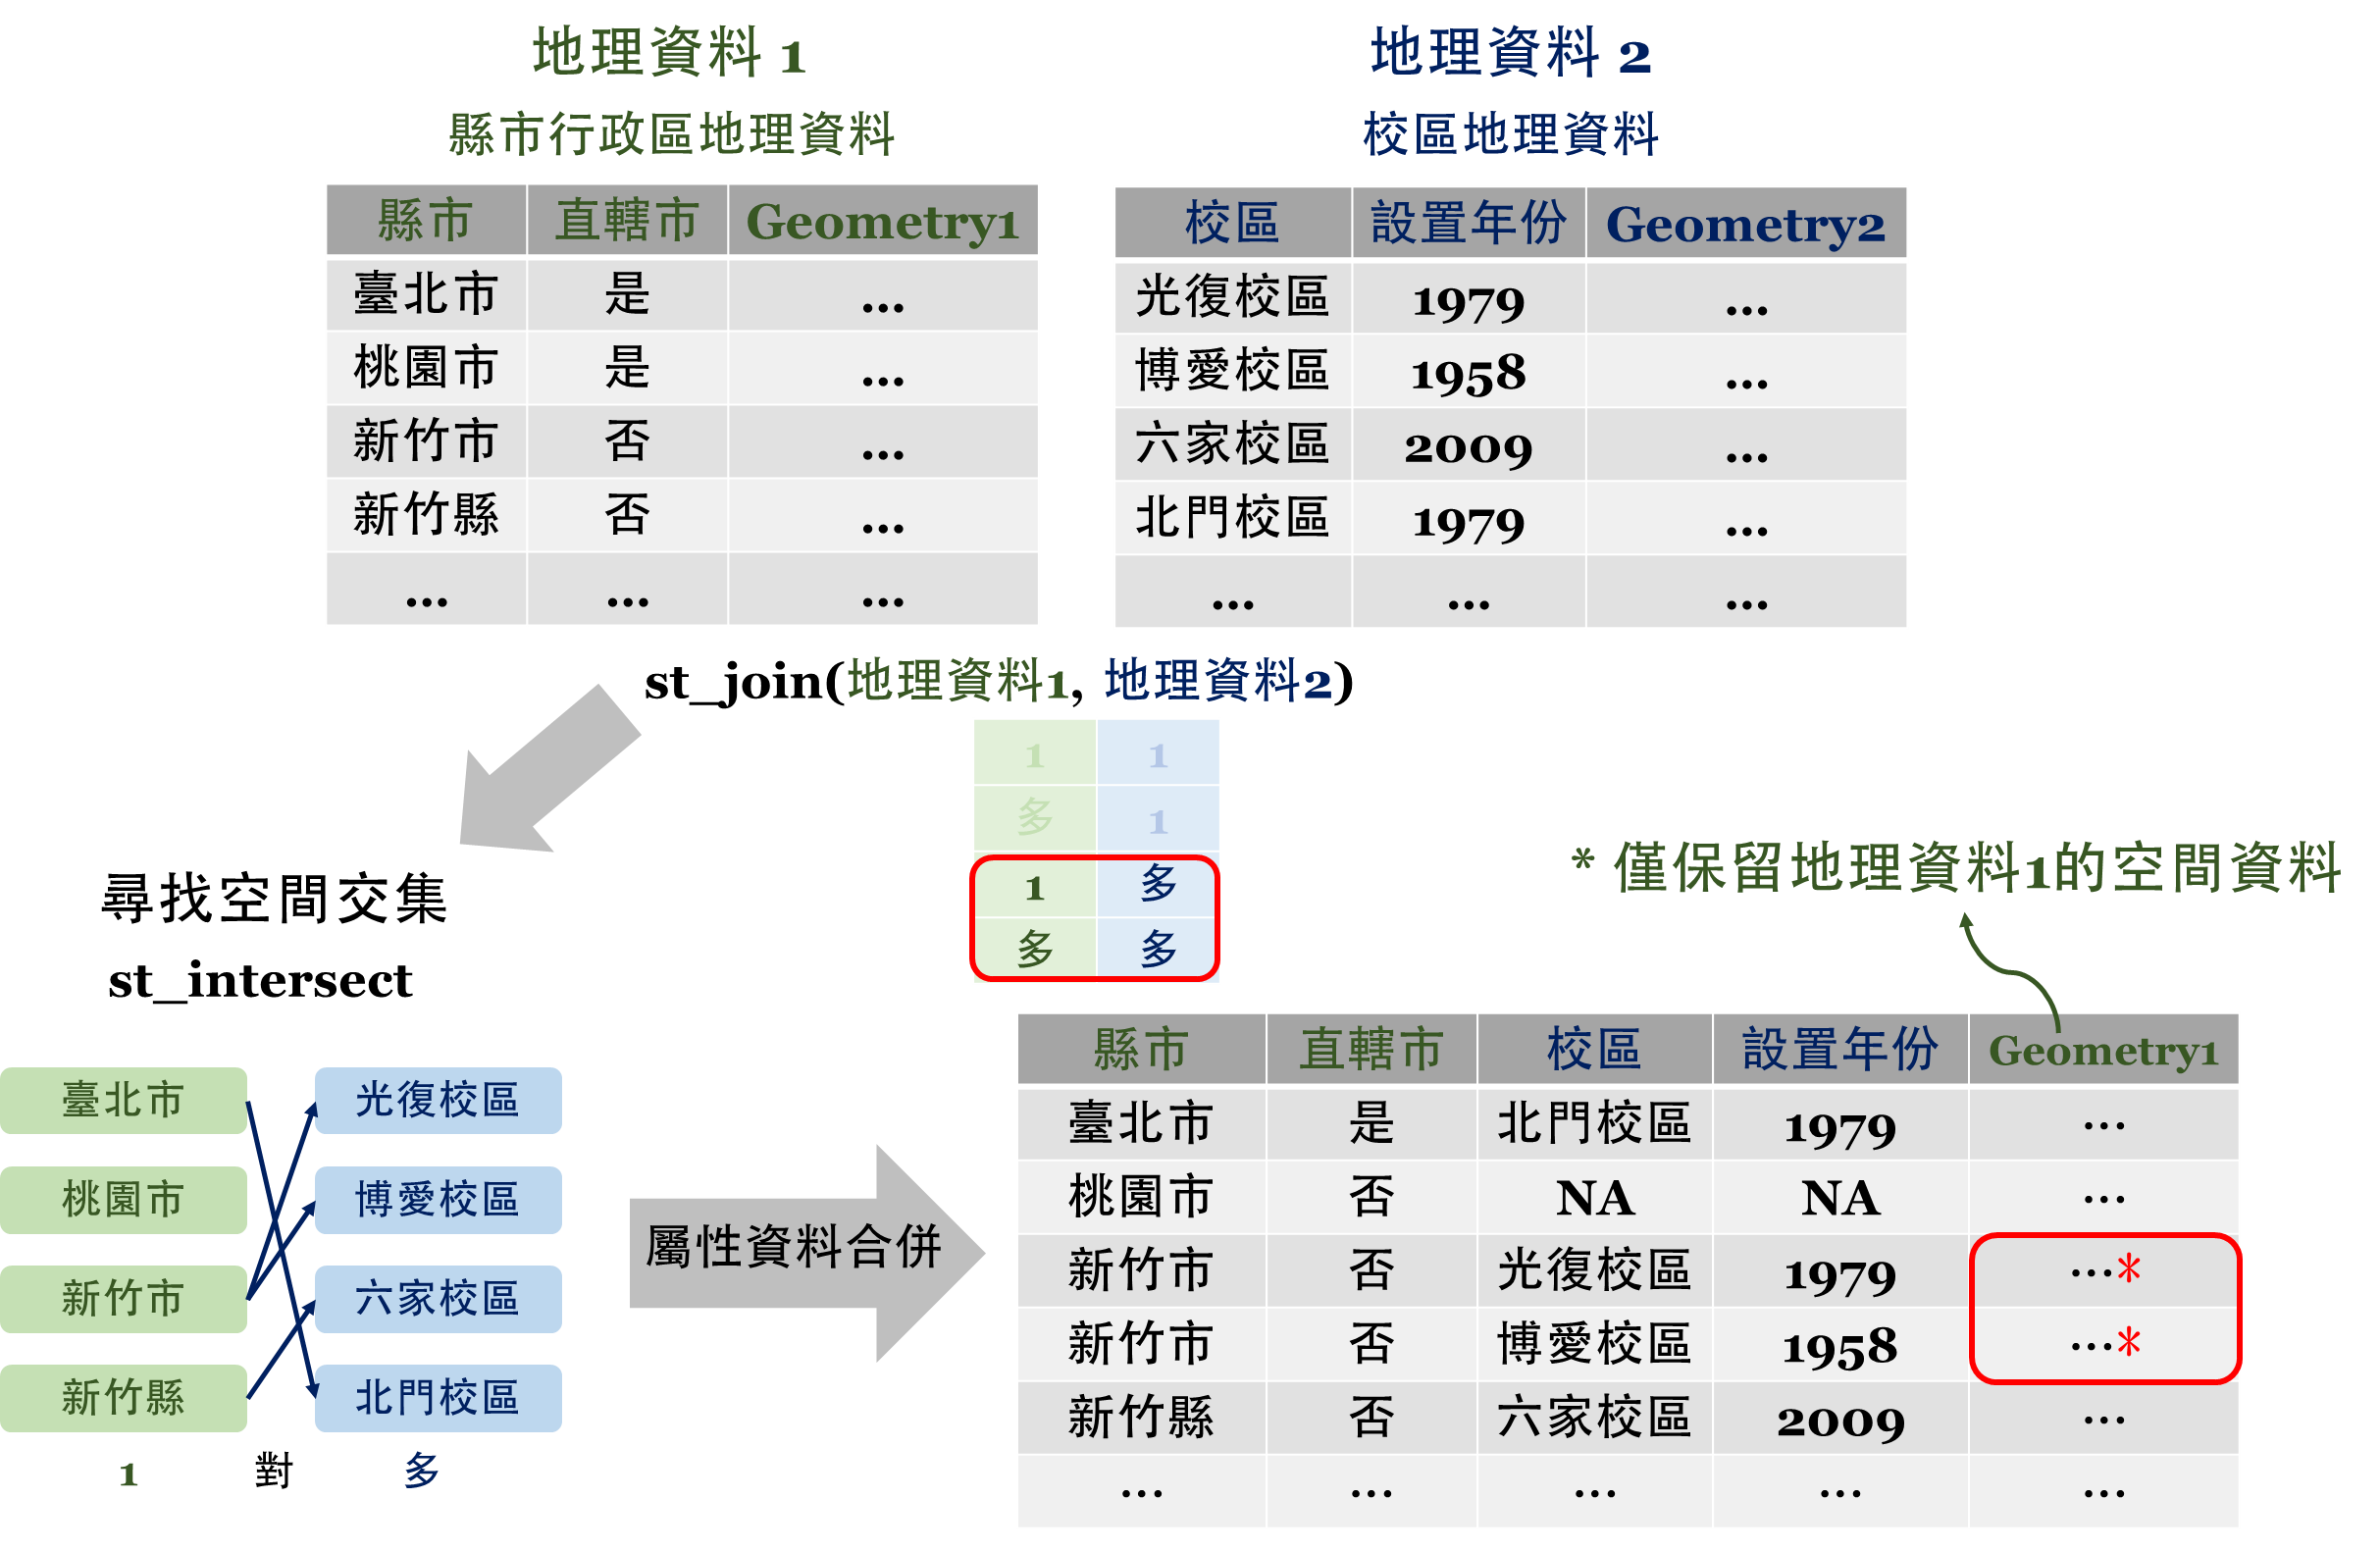 地理資料 1
縣市行政區地理資料
縣市 直轄市 Geometry1
臺北市 是 ...
桃園市 是 ...
新竹市 否 ...
新竹縣 否 ...
... ... ...
地理資料 2
校區地理資料
校區 設置年份 Geometry2
光復校區 1979 ...
博愛校區 1958 ...
六家校區 2009 ...
北門校區 1979 ...
... ... ...
st_join(地理資料1, 地理資料2)
1 1
多 1
1 多
多 多
尋找空間交集
st_intersect
臺北市 光復校區
桃園市 博愛校區
新竹市 六家校區
新竹縣 北門校區
1 對 多
屬性資料合併
* 僅保留地理資料1的空間資料
縣市 直轄市 校區 設置年份 Geometry1
臺北市 是 北門校區 1979 ...
桃園市 否 NA NA ...
新竹市 否 光復校區 1979 ...*
新竹市 否 博愛校區 1958 ...*
新竹縣 否 六家校區 2009 ...
... ... ... ... ...